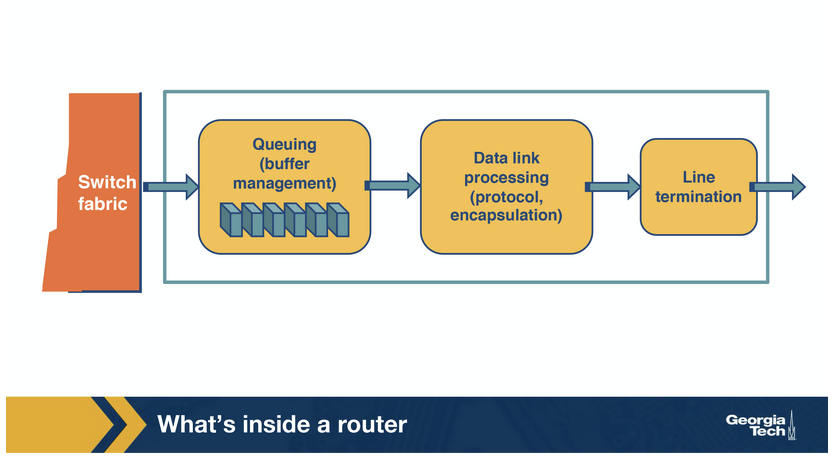 Switch
fabric
Queuing
(buffer
management)
Data link
processing
(protocol,
encapsulation)
Line
termination
What's inside a router
Georgia
Tech